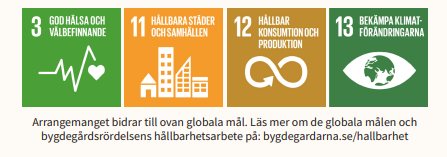 3 GOD HÄLSA OCH
VÄLBEFINNANDE
11 HÅLLBARA STÄDER
OCH SAMHÄLLEN
12 HÅLLBAR
KONSUMTION OCH
PRODUKTION
13 BEKÄMPA KLIMAT-
FÖRÄNDRINGARNA
Arrangemanget bidrar till ovan globala mål. Läs mer om de globala målen och
bygdegårdsrördelsens hållbarhetsarbete på: bygdegardarna.se/hallbarhet